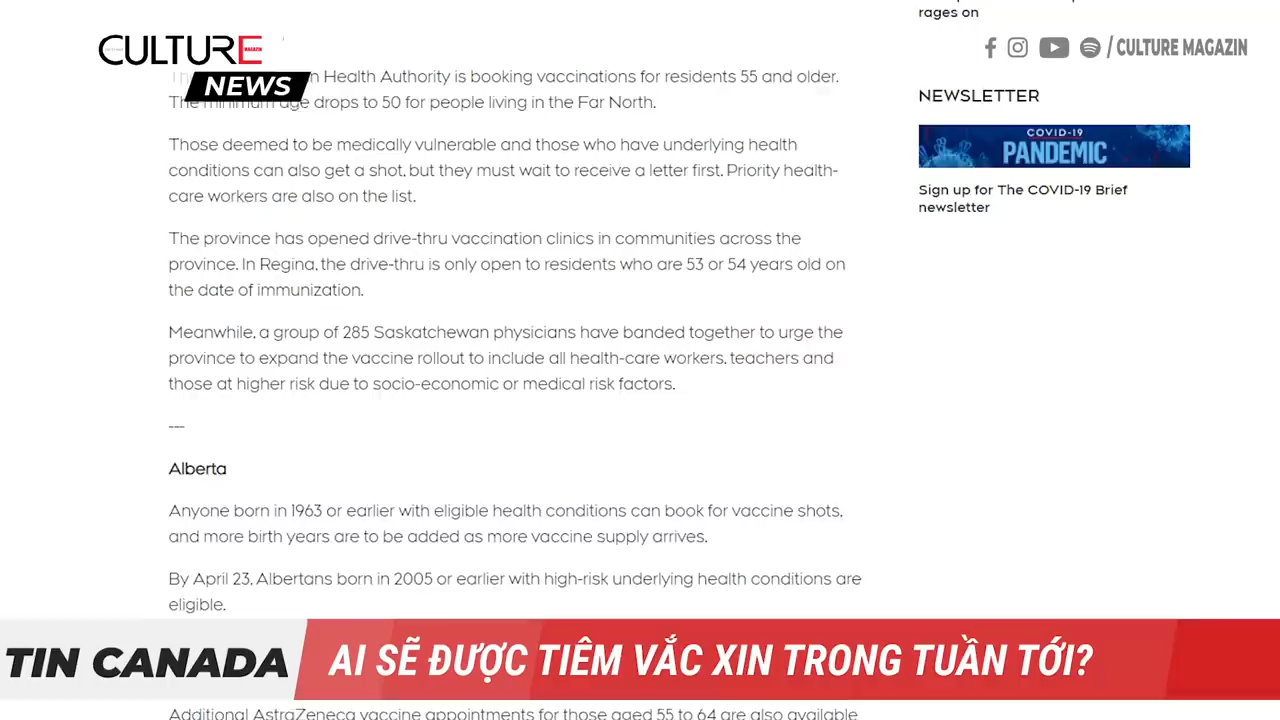 rages on
CULTURE
MAGAZIN
NEWS
/ CULTURE MAGAZIN
Health Authority is booking vaccinations for residents 55 and older.
The minimum age drops to 50 for people living in the Far North.
Those deemed to be medically vulnerable and those who have underlying health
conditions can also get a shot, but they must wait to receive a letter first. Priority health-
care workers are also on the list.
The province has opened drive-thru vaccination clinics in communities across the
province. In Regina, the drive-thru is only open to residents who are 53 or 54 years old on
the date of immunization.
Meanwhile, a group of 285 Saskatchewan physicians have banded together to urge the
province to expand the vaccine rollout to include all health-care workers, teachers and
those at higher risk due to socio-economic or medical risk factors.
---
Alberta
Anyone born in 1963 or earlier with eligible health conditions can book for vaccine shots,
and more birth years are to be added as more vaccine supply arrives.
By April 23, Albertans born in 2005 or earlier with high-risk underlying health conditions are
eligible.
Additional AstraZeneca vaccine appointments for those aged 55 to 64 are also available
NEWSLETTER
COVID-19
PANDEMIC
Sign up for The COVID-19 Brief
newsletter
TIN CANADA
AI SẼ ĐƯỢC TIÊM VẮC XIN TRONG TUẦN TỚI?